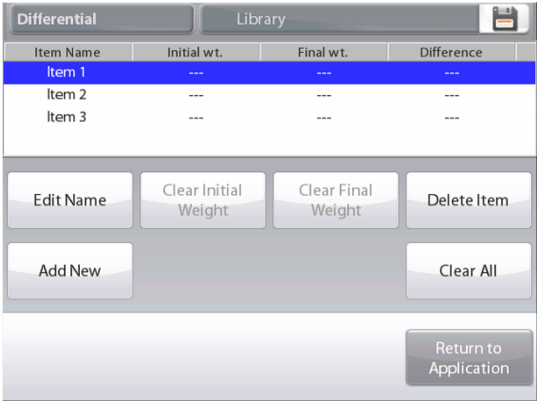 Differential Library
Item Name Initial wt. Final wt. Difference
Item 1 --- --- ---
Item 2 --- --- ---
Item 3 --- --- ---
Edit Name Clear Initial Weight Clear Final Weight Delete Item
Add New Clear All
Return to
Application